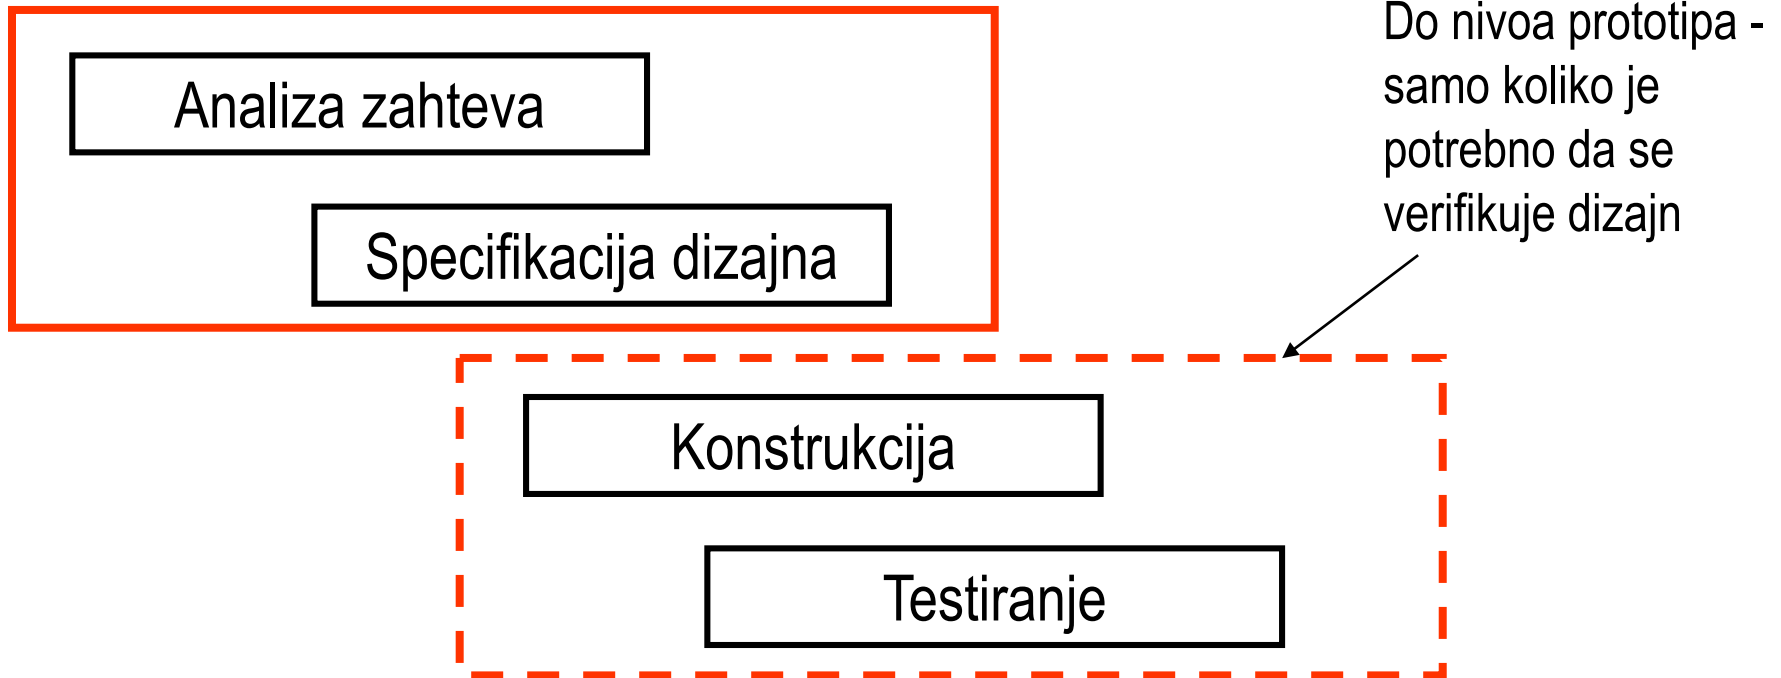 Do nivoa prototipa -
samo koliko je
potrebno da se
verifikuje dizajn
Analiza zahteva
Specifikacija dizajna
Konstrukcija
Testiranje